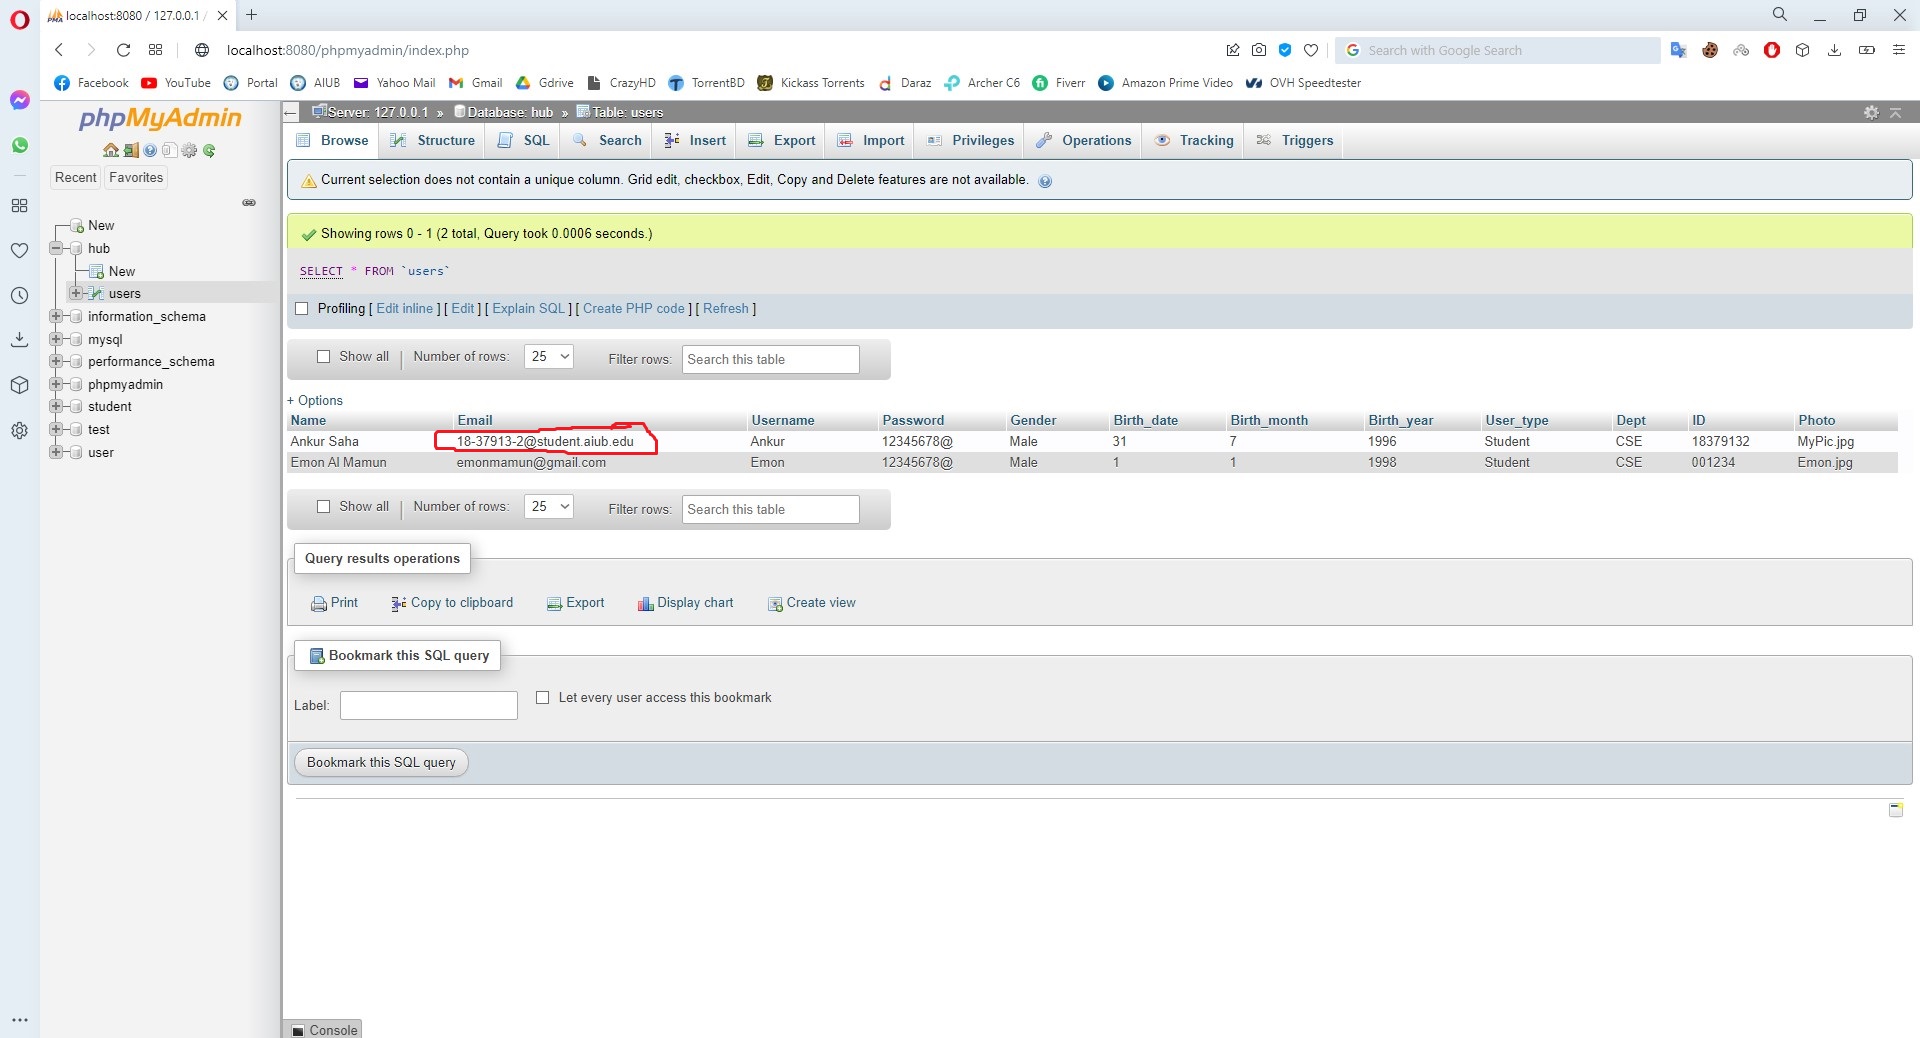 localhost:8080 / 127.0.0.1 /
localhost:8080/phpmyadmin/index.php
Search with Google Search
Facebook YouTube Portal AIUB Yahoo Mail Gmail Gdrive CrazyHD TorrentBD Kickass Torrents Daraz Archer C6 Fiverr Amazon Prime Video OVH Speedtester
phpMyAdmin
Recent Favorites
New
hub
New
users
information_schema
mysql
performance_schema
phpmyadmin
student
test
user
Server: 127.0.0.1 » Database: hub » Table: users
Browse Structure SQL Search Insert Export Import Privileges Operations Tracking Triggers
Current selection does not contain a unique column. Grid edit, checkbox, Edit, Copy and Delete features are not available.
Showing rows 0 - 1 (2 total, Query took 0.0006 seconds.)
SELECT * FROM `users`
Profiling [ Edit inline ] [ Edit ] [ Explain SQL ] [ Create PHP code ] [ Refresh ]
Show all | Number of rows: 25 Filter rows: Search this table
+ Options
Name Email Username Password Gender Birth_date Birth_month Birth_year User_type Dept ID Photo
Ankur Saha 18-37913-2@student.aiub.edu Ankur 12345678@ Male 31 7 1996 Student CSE 18379132 MyPic.jpg
Emon Al Mamun emonmamun@gmail.com Emon 12345678@ Male 1 1 1998 Student CSE 001234 Emon.jpg
Show all | Number of rows: 25 Filter rows: Search this table
Query results operations
Print Copy to clipboard Export Display chart Create view
Bookmark this SQL query
Label: Let every user access this bookmark
Bookmark this SQL query
Console